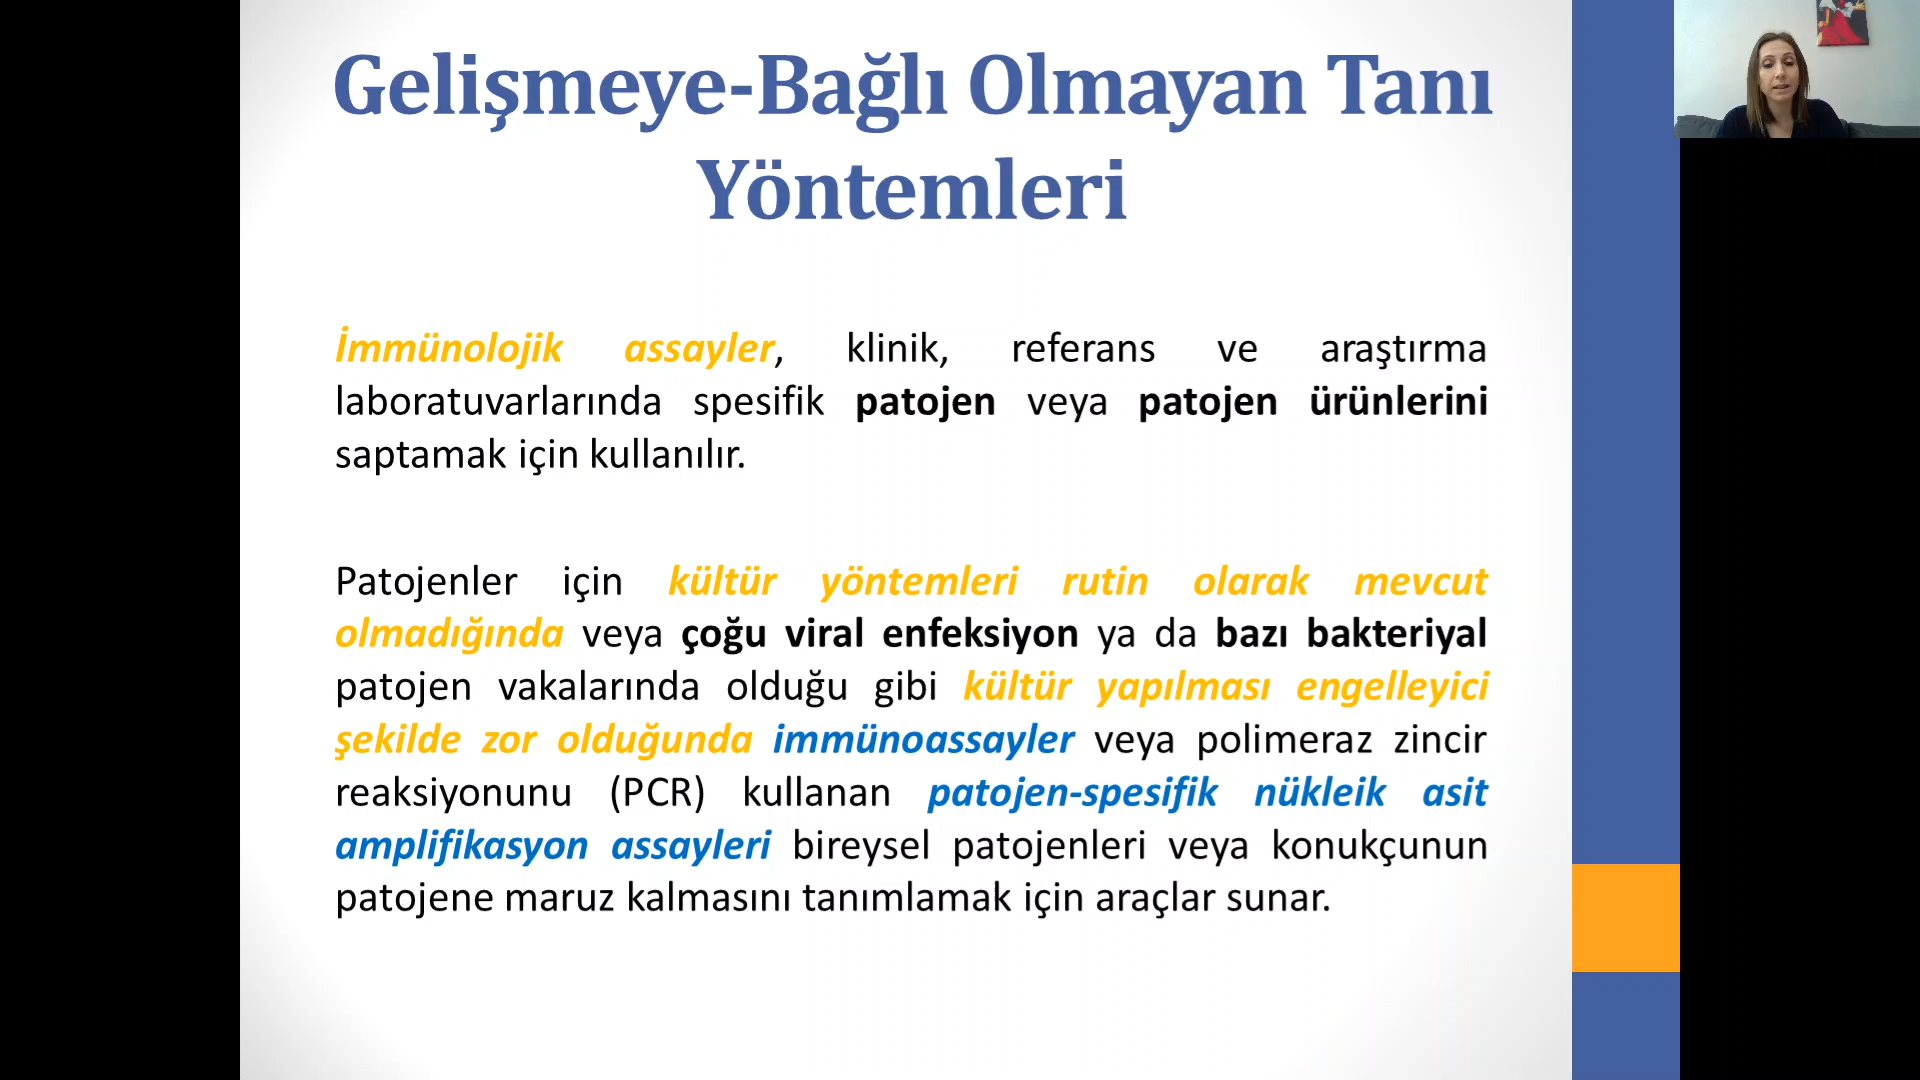 Gelişmeye-Bağlı Olmayan Tanı
Yöntemleri
İmmünolojik assayler, klinik, referans ve araştırma
laboratuvarlarında spesifik patojen veya patojen ürünlerini
saptamak için kullanılır.
Patojenler için kültür yöntemleri rutin olarak mevcut
olmadığında veya çoğu viral enfeksiyon ya da bazı bakteriyal
patojen vakalarında olduğu gibi kültür yapılması engelleyici
şekilde zor olduğunda immünoassayler veya polimeraz zincir
reaksiyonunu (PCR) kullanan patojen-spesifik nükleik asit
amplifikasyon assayleri bireysel patojenleri veya konukçunun
patojene maruz kalmasını tanımlamak için araçlar sunar.